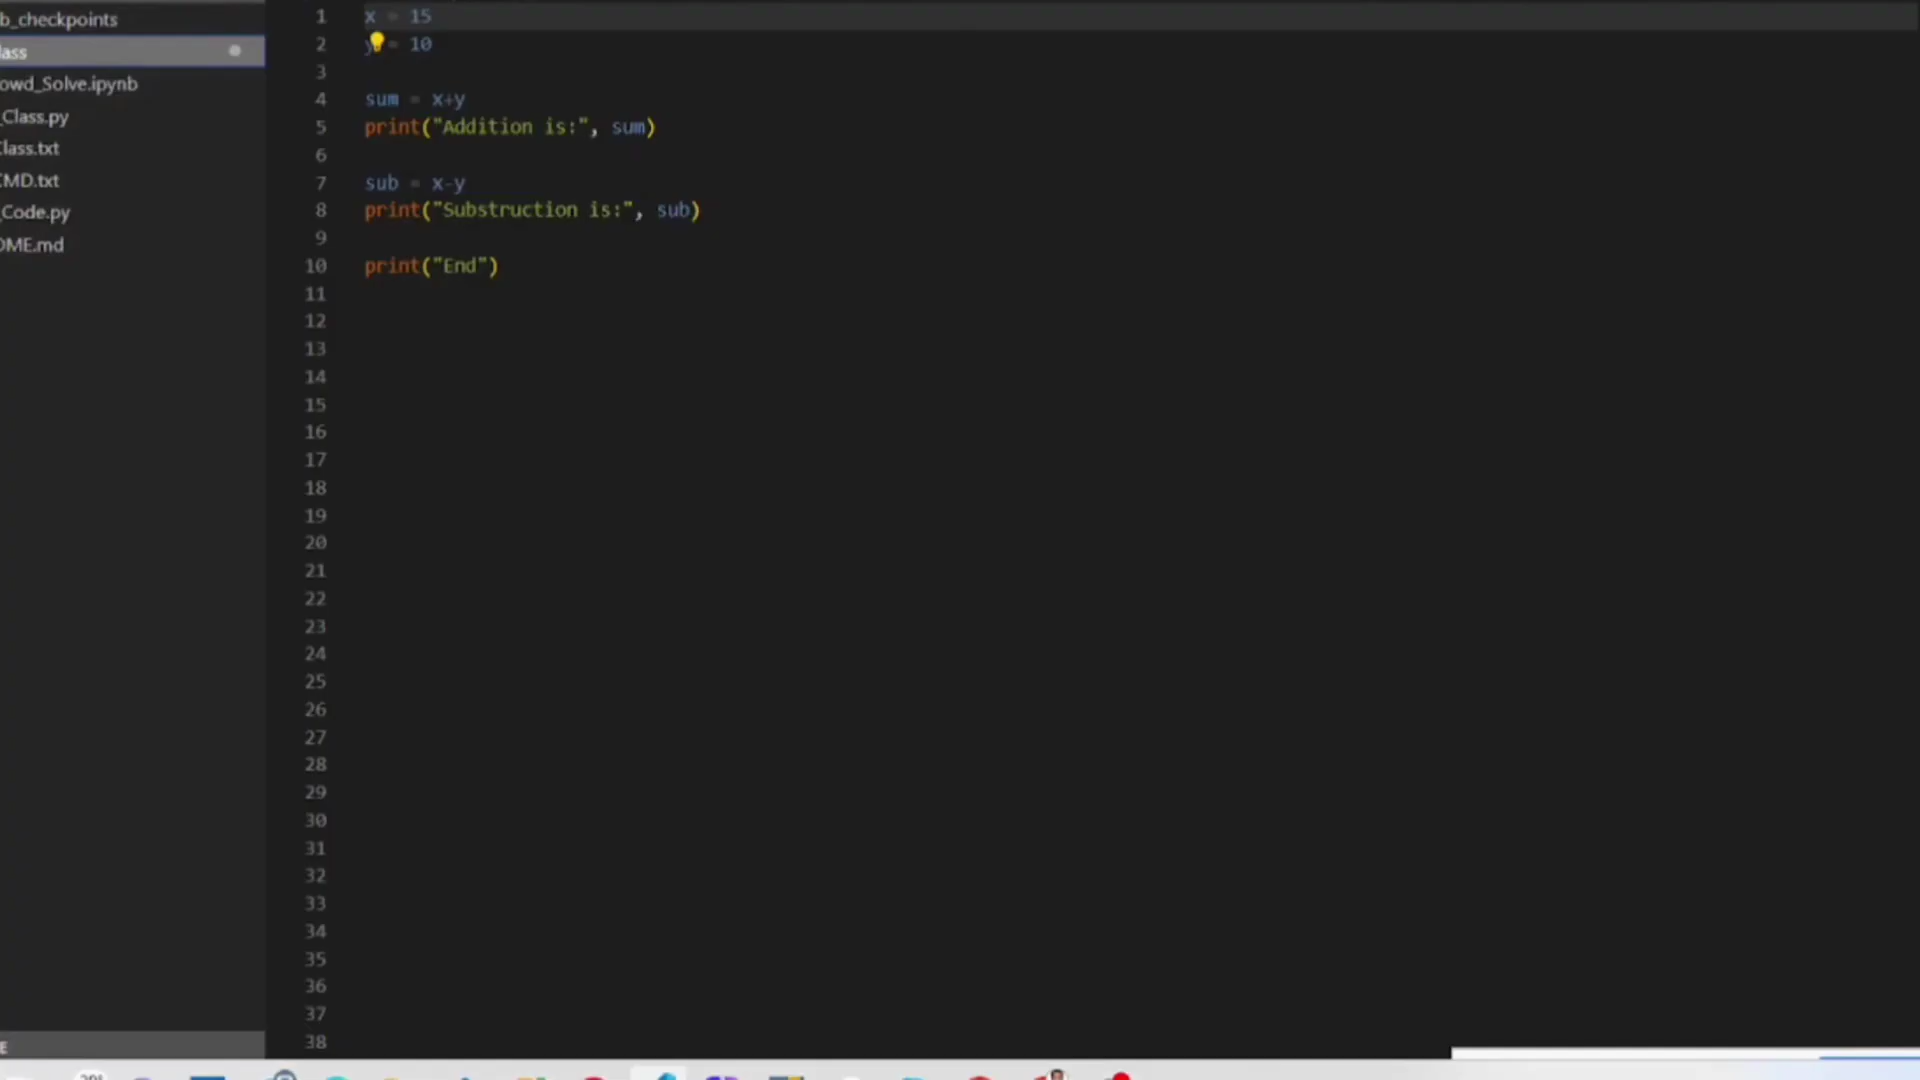 b_checkpoints
lass
owd_Solve.ipynb
_Class.py
Class.txt
CMD.txt
_Code.py
OME.md
E
1 x = 15
2 y = 10
3
4 sum = x+y
5 print("Addition is:", sum)
6
7 sub = x-y
8 print("Substruction is:", sub)
9
10 print("End")
11
12
13
14
15
16
17
18
19
20
21
22
23
24
25
26
27
28
29
30
31
32
33
34
35
36
37
38